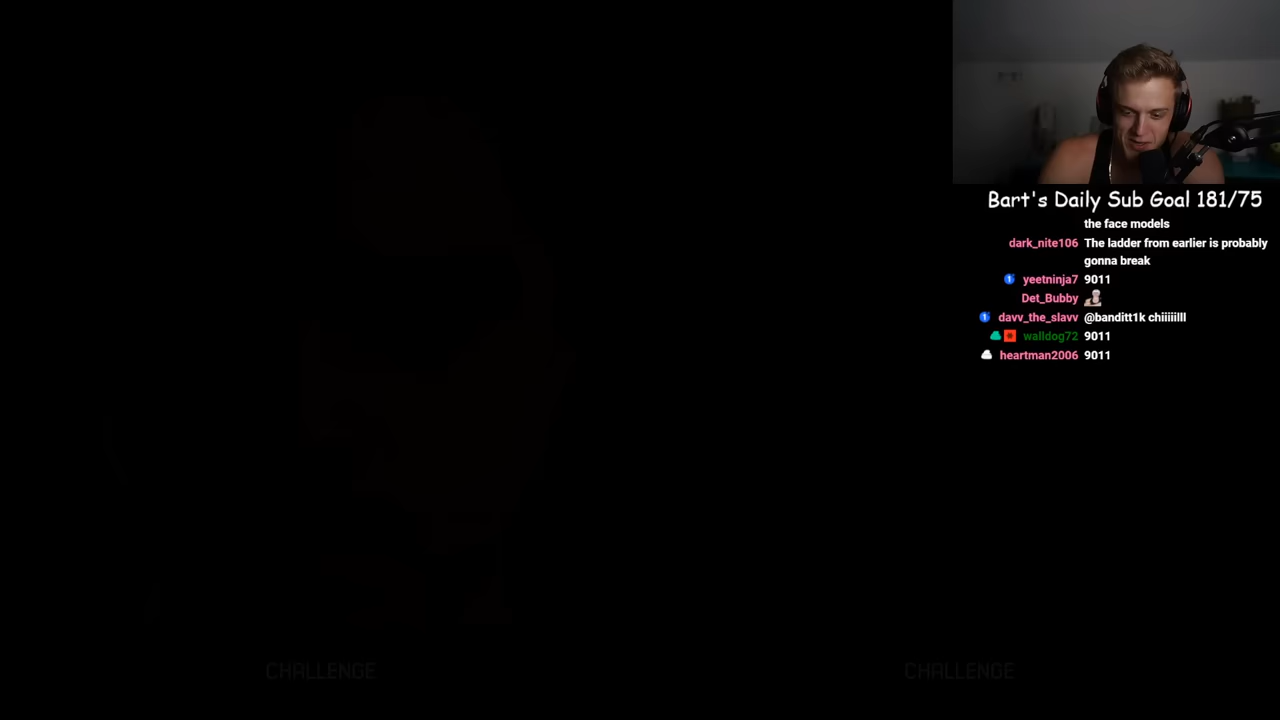 Bart's Daily Sub Goal 181/75
the face models
dark_nite106 The ladder from earlier is probably
gonna break
yeetninja7 9011
Det_Bubby
davv_the_slavv @banditt1k chiiiiilll
walldog72 9011
heartman2006 9011
CHALLENGE CHALLENGE